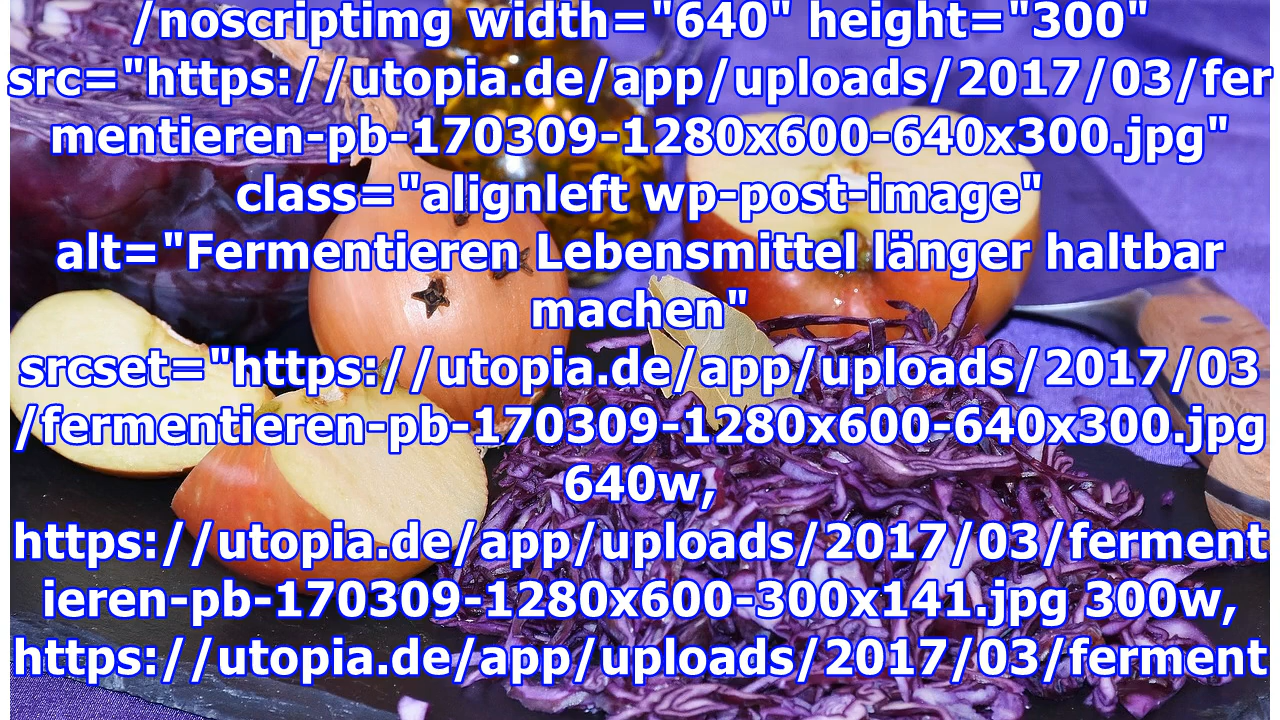 /noscriptimg width="640" height="300"
src="https://utopia.de/app/uploads/2017/03/fer
mentieren-pb-170309-1280x600-640x300.jpg"
class="alignleft wp-post-image"
alt="Fermentieren Lebensmittel länger haltbar
machen"
srcset="https://utopia.de/app/uploads/2017/03
/fermentieren-pb-170309-1280x600-640x300.jpg
640w,
https://utopia.de/app/uploads/2017/03/ferment
ieren-pb-170309-1280x600-300x141.jpg 300w,
https://utopia.de/app/uploads/2017/03/ferment